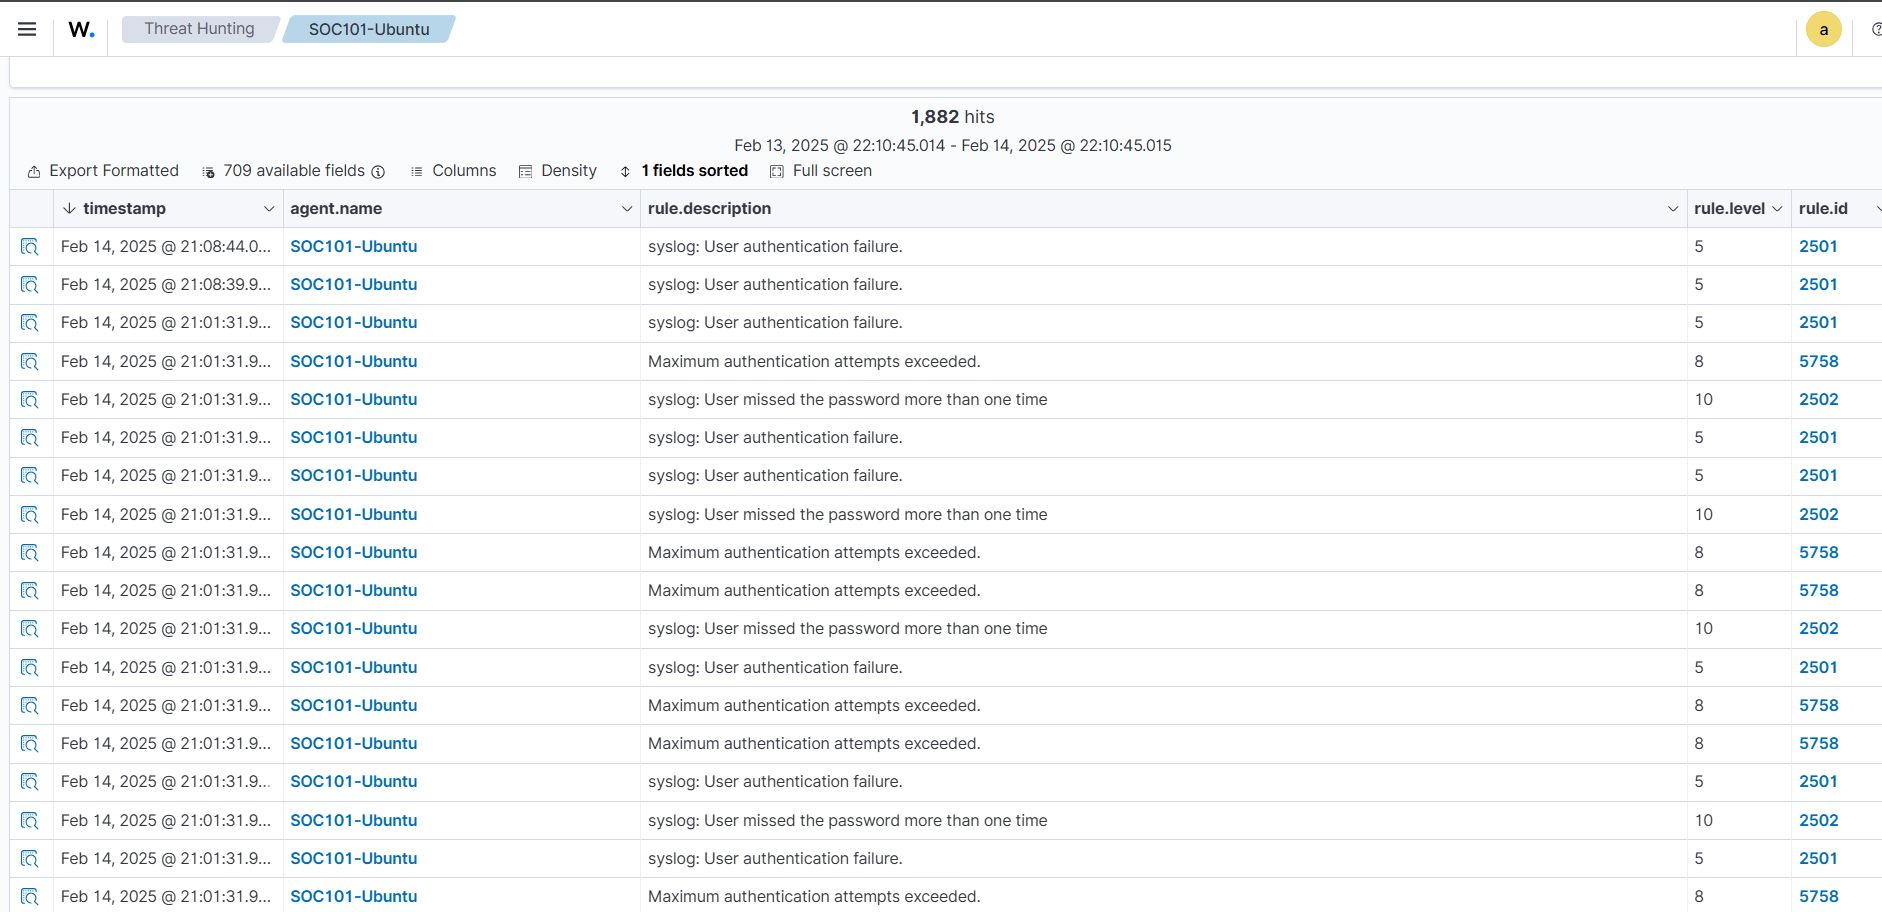 W. Threat Hunting SOC101-Ubuntu a
1,882 hits
Feb 13, 2025 @ 22:10:45.014 - Feb 14, 2025 @ 22:10:45.015
Export Formatted 709 available fields Columns Density 1 fields sorted Full screen
timestamp agent.name rule.description rule.level rule.id
Feb 14, 2025 @ 21:08:44.0... SOC101-Ubuntu syslog: User authentication failure. 5 2501
Feb 14, 2025 @ 21:08:39.9... SOC101-Ubuntu syslog: User authentication failure. 5 2501
Feb 14, 2025 @ 21:01:31.9... SOC101-Ubuntu syslog: User authentication failure. 5 2501
Feb 14, 2025 @ 21:01:31.9... SOC101-Ubuntu Maximum authentication attempts exceeded. 8 5758
Feb 14, 2025 @ 21:01:31.9... SOC101-Ubuntu syslog: User missed the password more than one time 10 2502
Feb 14, 2025 @ 21:01:31.9... SOC101-Ubuntu syslog: User authentication failure. 5 2501
Feb 14, 2025 @ 21:01:31.9... SOC101-Ubuntu syslog: User authentication failure. 5 2501
Feb 14, 2025 @ 21:01:31.9... SOC101-Ubuntu syslog: User missed the password more than one time 10 2502
Feb 14, 2025 @ 21:01:31.9... SOC101-Ubuntu Maximum authentication attempts exceeded. 8 5758
Feb 14, 2025 @ 21:01:31.9... SOC101-Ubuntu Maximum authentication attempts exceeded. 8 5758
Feb 14, 2025 @ 21:01:31.9... SOC101-Ubuntu syslog: User missed the password more than one time 10 2502
Feb 14, 2025 @ 21:01:31.9... SOC101-Ubuntu syslog: User authentication failure. 5 2501
Feb 14, 2025 @ 21:01:31.9... SOC101-Ubuntu Maximum authentication attempts exceeded. 8 5758
Feb 14, 2025 @ 21:01:31.9... SOC101-Ubuntu Maximum authentication attempts exceeded. 8 5758
Feb 14, 2025 @ 21:01:31.9... SOC101-Ubuntu syslog: User authentication failure. 5 2501
Feb 14, 2025 @ 21:01:31.9... SOC101-Ubuntu syslog: User missed the password more than one time 10 2502
Feb 14, 2025 @ 21:01:31.9... SOC101-Ubuntu syslog: User authentication failure. 5 2501
Feb 14, 2025 @ 21:01:31.9... SOC101-Ubuntu Maximum authentication attempts exceeded. 8 5758